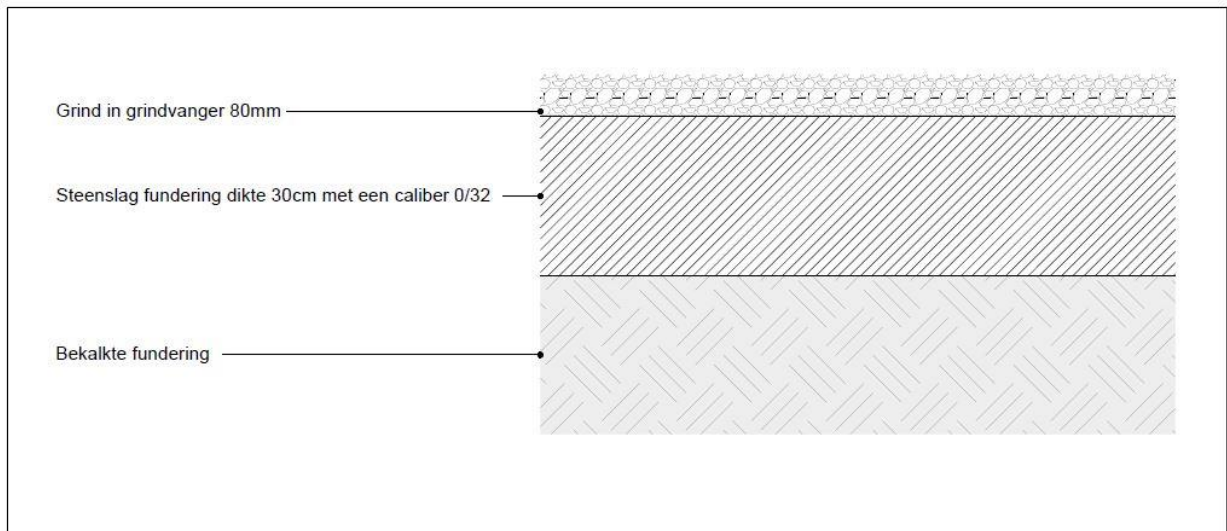 Grind in grindvanger 80mm
Steenslag fundering dikte 30cm met een caliber 0/32
Bekalkte fundering